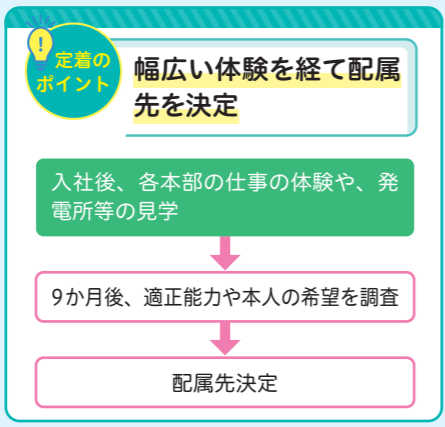 定着の
ポイント
幅広い体験を経て配属
先を決定
入社後、各本部の仕事の体験や、発
電所等の見学
9か月後、適正能力や本人の希望を調査
配属先決定